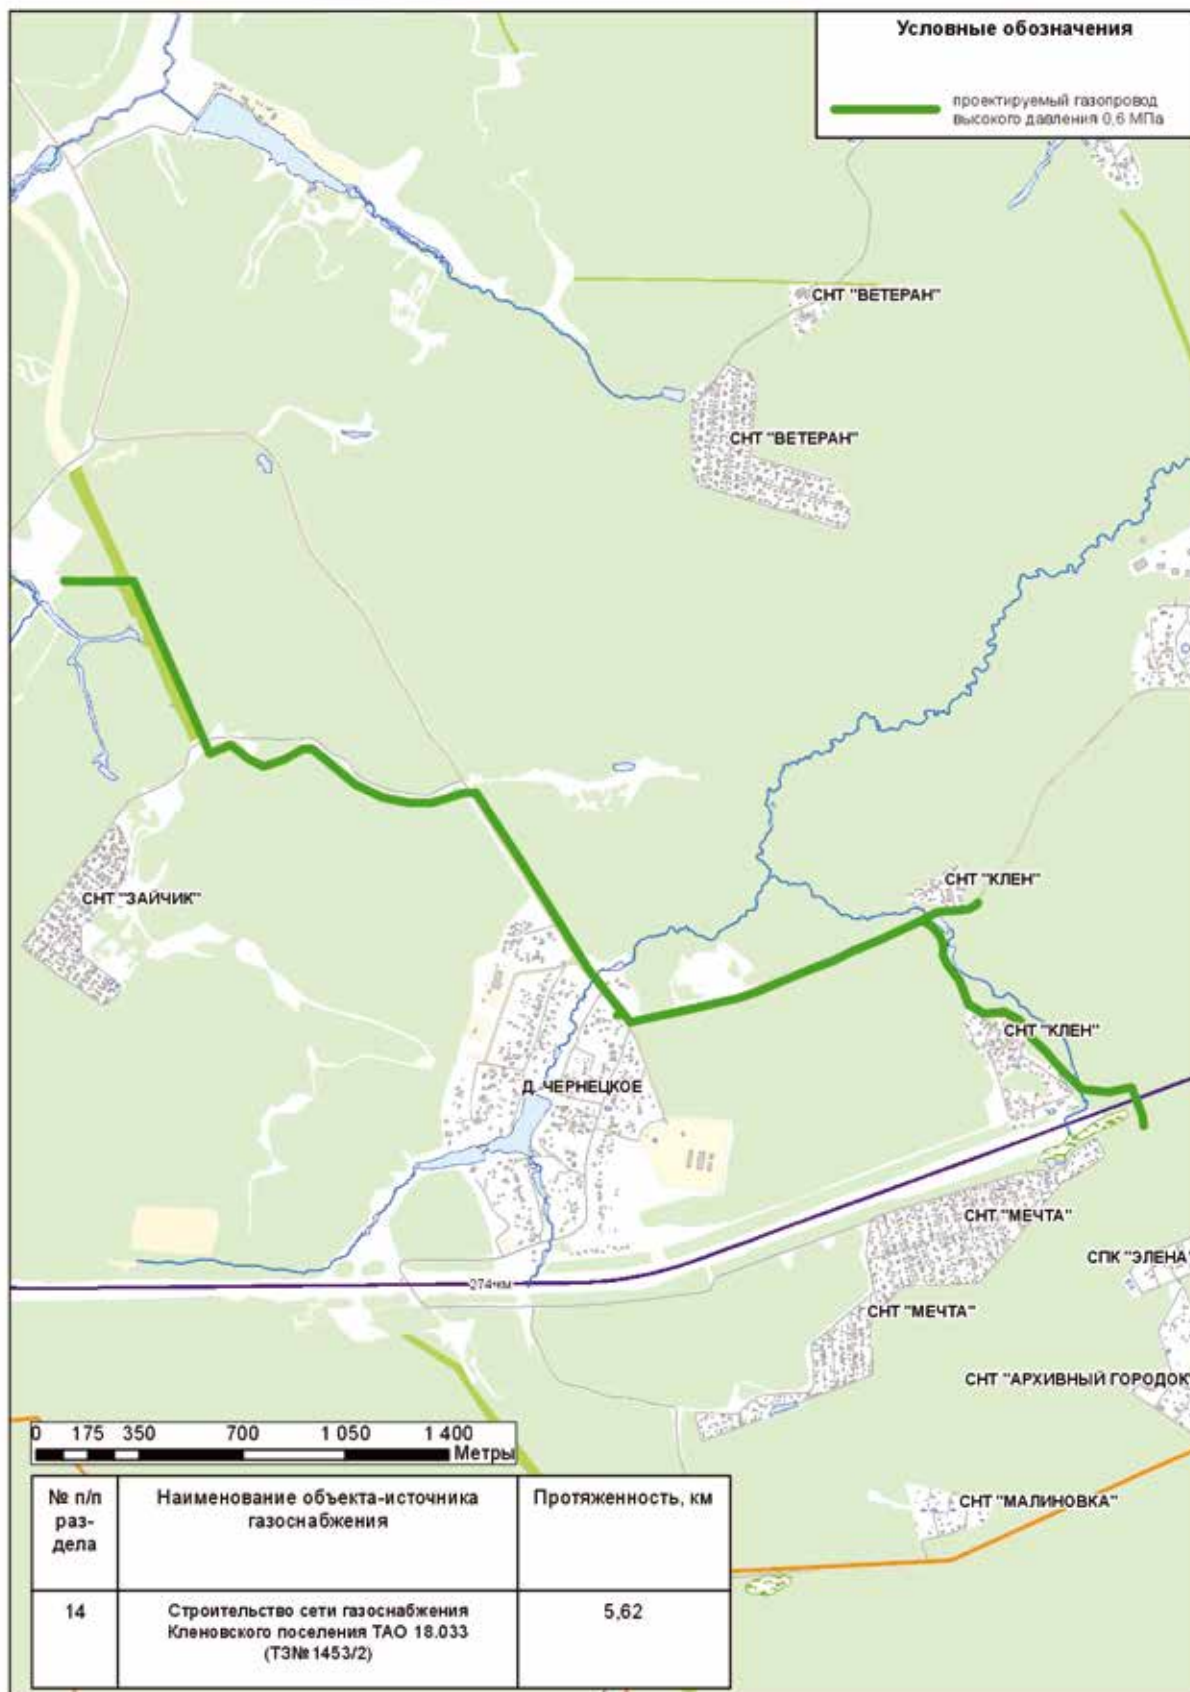 Условные обозначения
проектируемый газопровод
высокого давления 0,6 МПа
СНТ "ВЕТЕРАН"
СНТ "ВЕТЕРАН"
СНТ "ЗАЙЧИК"
СНТ "КЛЕН"
СНТ "КЛЕН"
Д. ЧЕРНЕЦКОЕ
СНТ "МЕЧТА"
СПК "ЭЛЕНА"
274км
СНТ "МЕЧТА"
СНТ "АРХИВНЫЙ ГОРОДОК"
0 175 350 700 1 050 1 400
Метры
СНТ "МАЛИНОВКА"
№ п/п
раз-
дела
Наименование объекта-источника
газоснабжения
Протяженность, км
14
Строительство сети газоснабжения
Кленовского поселения ТАО 18.033
(ТЗ№1453/2)
5,62